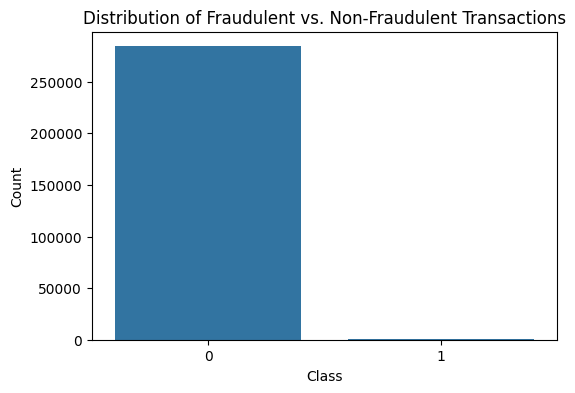 Distribution of Fraudulent vs. Non-Fraudulent Transactions
250000
200000
150000
100000
50000
0
Count
0 1
Class